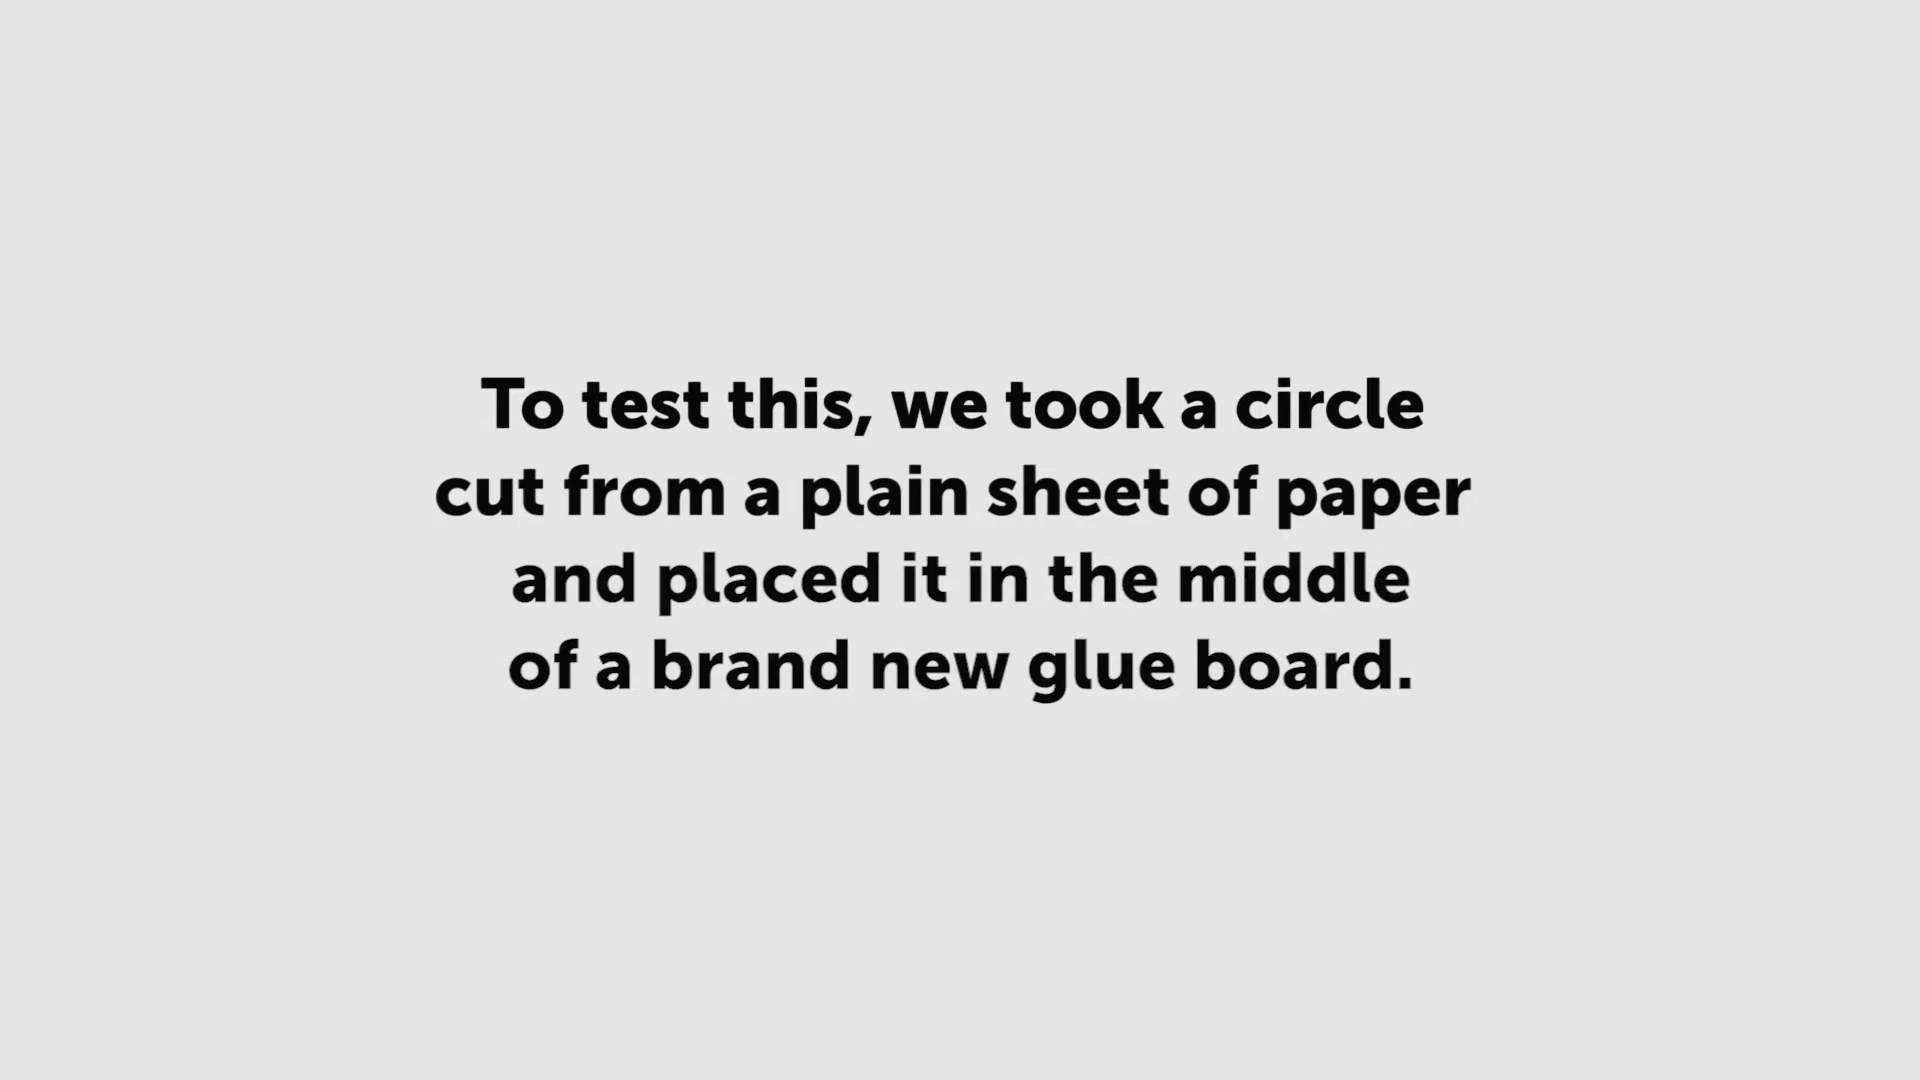 To test this, we took a circle
cut from a plain sheet of paper
and placed it in the middle
of a brand new glue board.